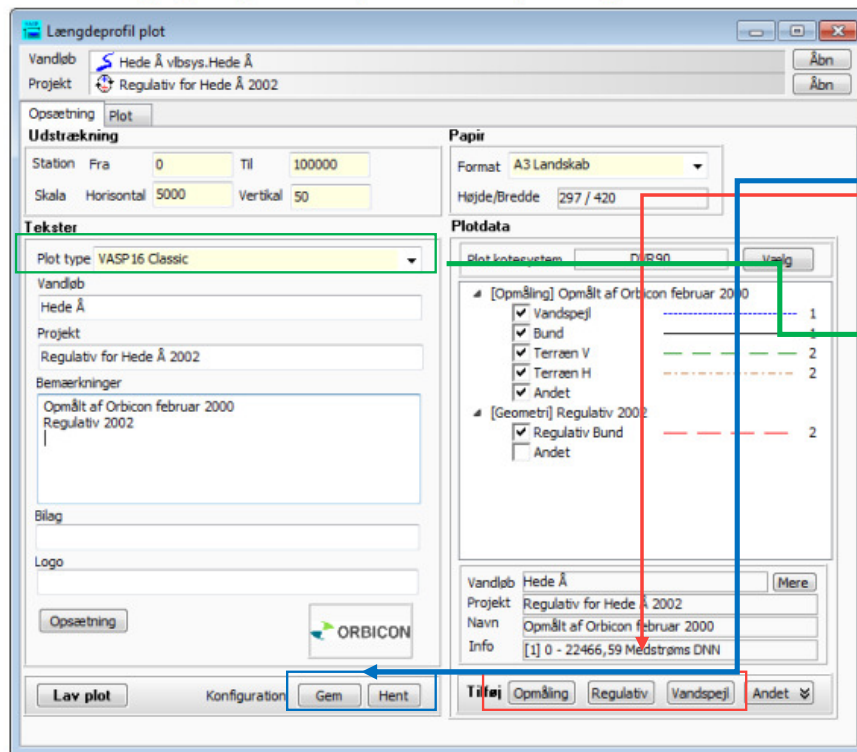 Længdeprofil plot
Vandløb Hede Å vlbsys.Hede Å Åbn
Projekt Regulativ for Hede Å 2002 Åbn
Opsætning Plot
Udstrækning
Station Fra 0 Til 100000
Skala Horisontal 5000 Vertikal 50
Papir
Format A3 Landskab
Højde/Bredde 297 / 420
Tekster
Plot type VASP16 Classic
Vandløb
Hede Å
Projekt
Regulativ for Hede Å 2002
Bemærkninger
Opmålt af Orbicon februar 2000
Regulativ 2002
Bilag
Logo
Opsætning
ORBICON
Lav plot Konfiguration Gem Hent
Plotdata
Plot kotesystem DVR90 Vælg
[Opmåling] Opmålt af Orbicon februar 2000
Vandspejl 1
Bund 1
Terræn V 2
Terræn H 2
Andet
[Geometri] Regulativ 2002
Regulativ Bund 2
Andet
Vandløb Hede Å Mere
Projekt Regulativ for Hede Å 2002
Navn Opmålt af Orbicon februar 2000
Info [1] 0 - 22466,59 Medstrøms DNN
Tilføj Opmåling Regulativ Vandspejl Andet